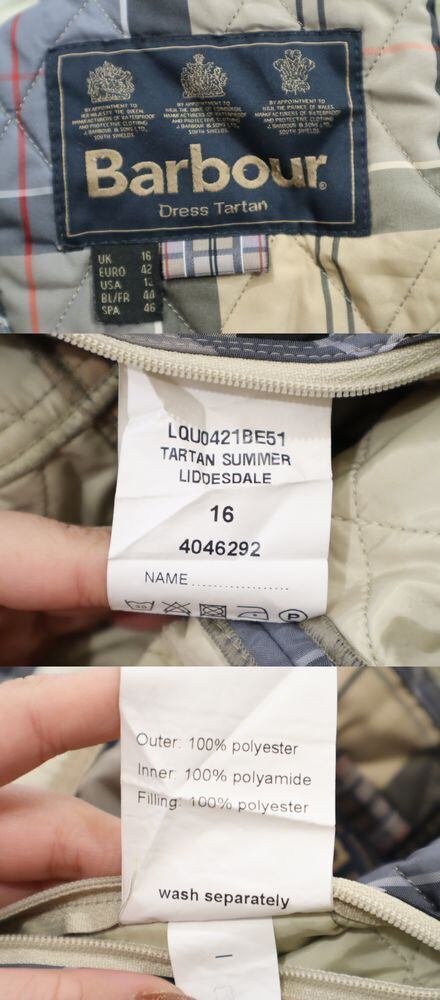 BY APPOINTMENT TO
HER MAJESTY THE QUEEN.
MANUFACTURERS OF WATERPROOF
AND PROTECTIVE CLOTHING
J. BARBOUR & SONS LTD.
SOUTH SHIELDS
BY APPOINTMENT TO
H.R.H. THE DUKE OF EDINBURGH.
MANUFACTURERS OF WATERPROOF
AND PROTECTIVE CLOTHING
J. BARBOUR & SONS LTD.
SOUTH SHIELDS
BY APPOINTMENT TO
H.R.H. THE PRINCE OF WALES.
MANUFACTURERS OF WATERPROOF
AND PROTECTIVE CLOTHING
J. BARBOUR & SONS LTD.
SOUTH SHIELDS
Barbour®
Dress Tartan
UK 16
EURO 42
USA 12
BL/FR 44
SPA 46
LQU0421BE51
TARTAN SUMMER
LIDDESDALE
16
4046292
NAME..................
30
P
Outer: 100% polyester
Inner: 100% polyamide
Filling: 100% polyester
wash separately